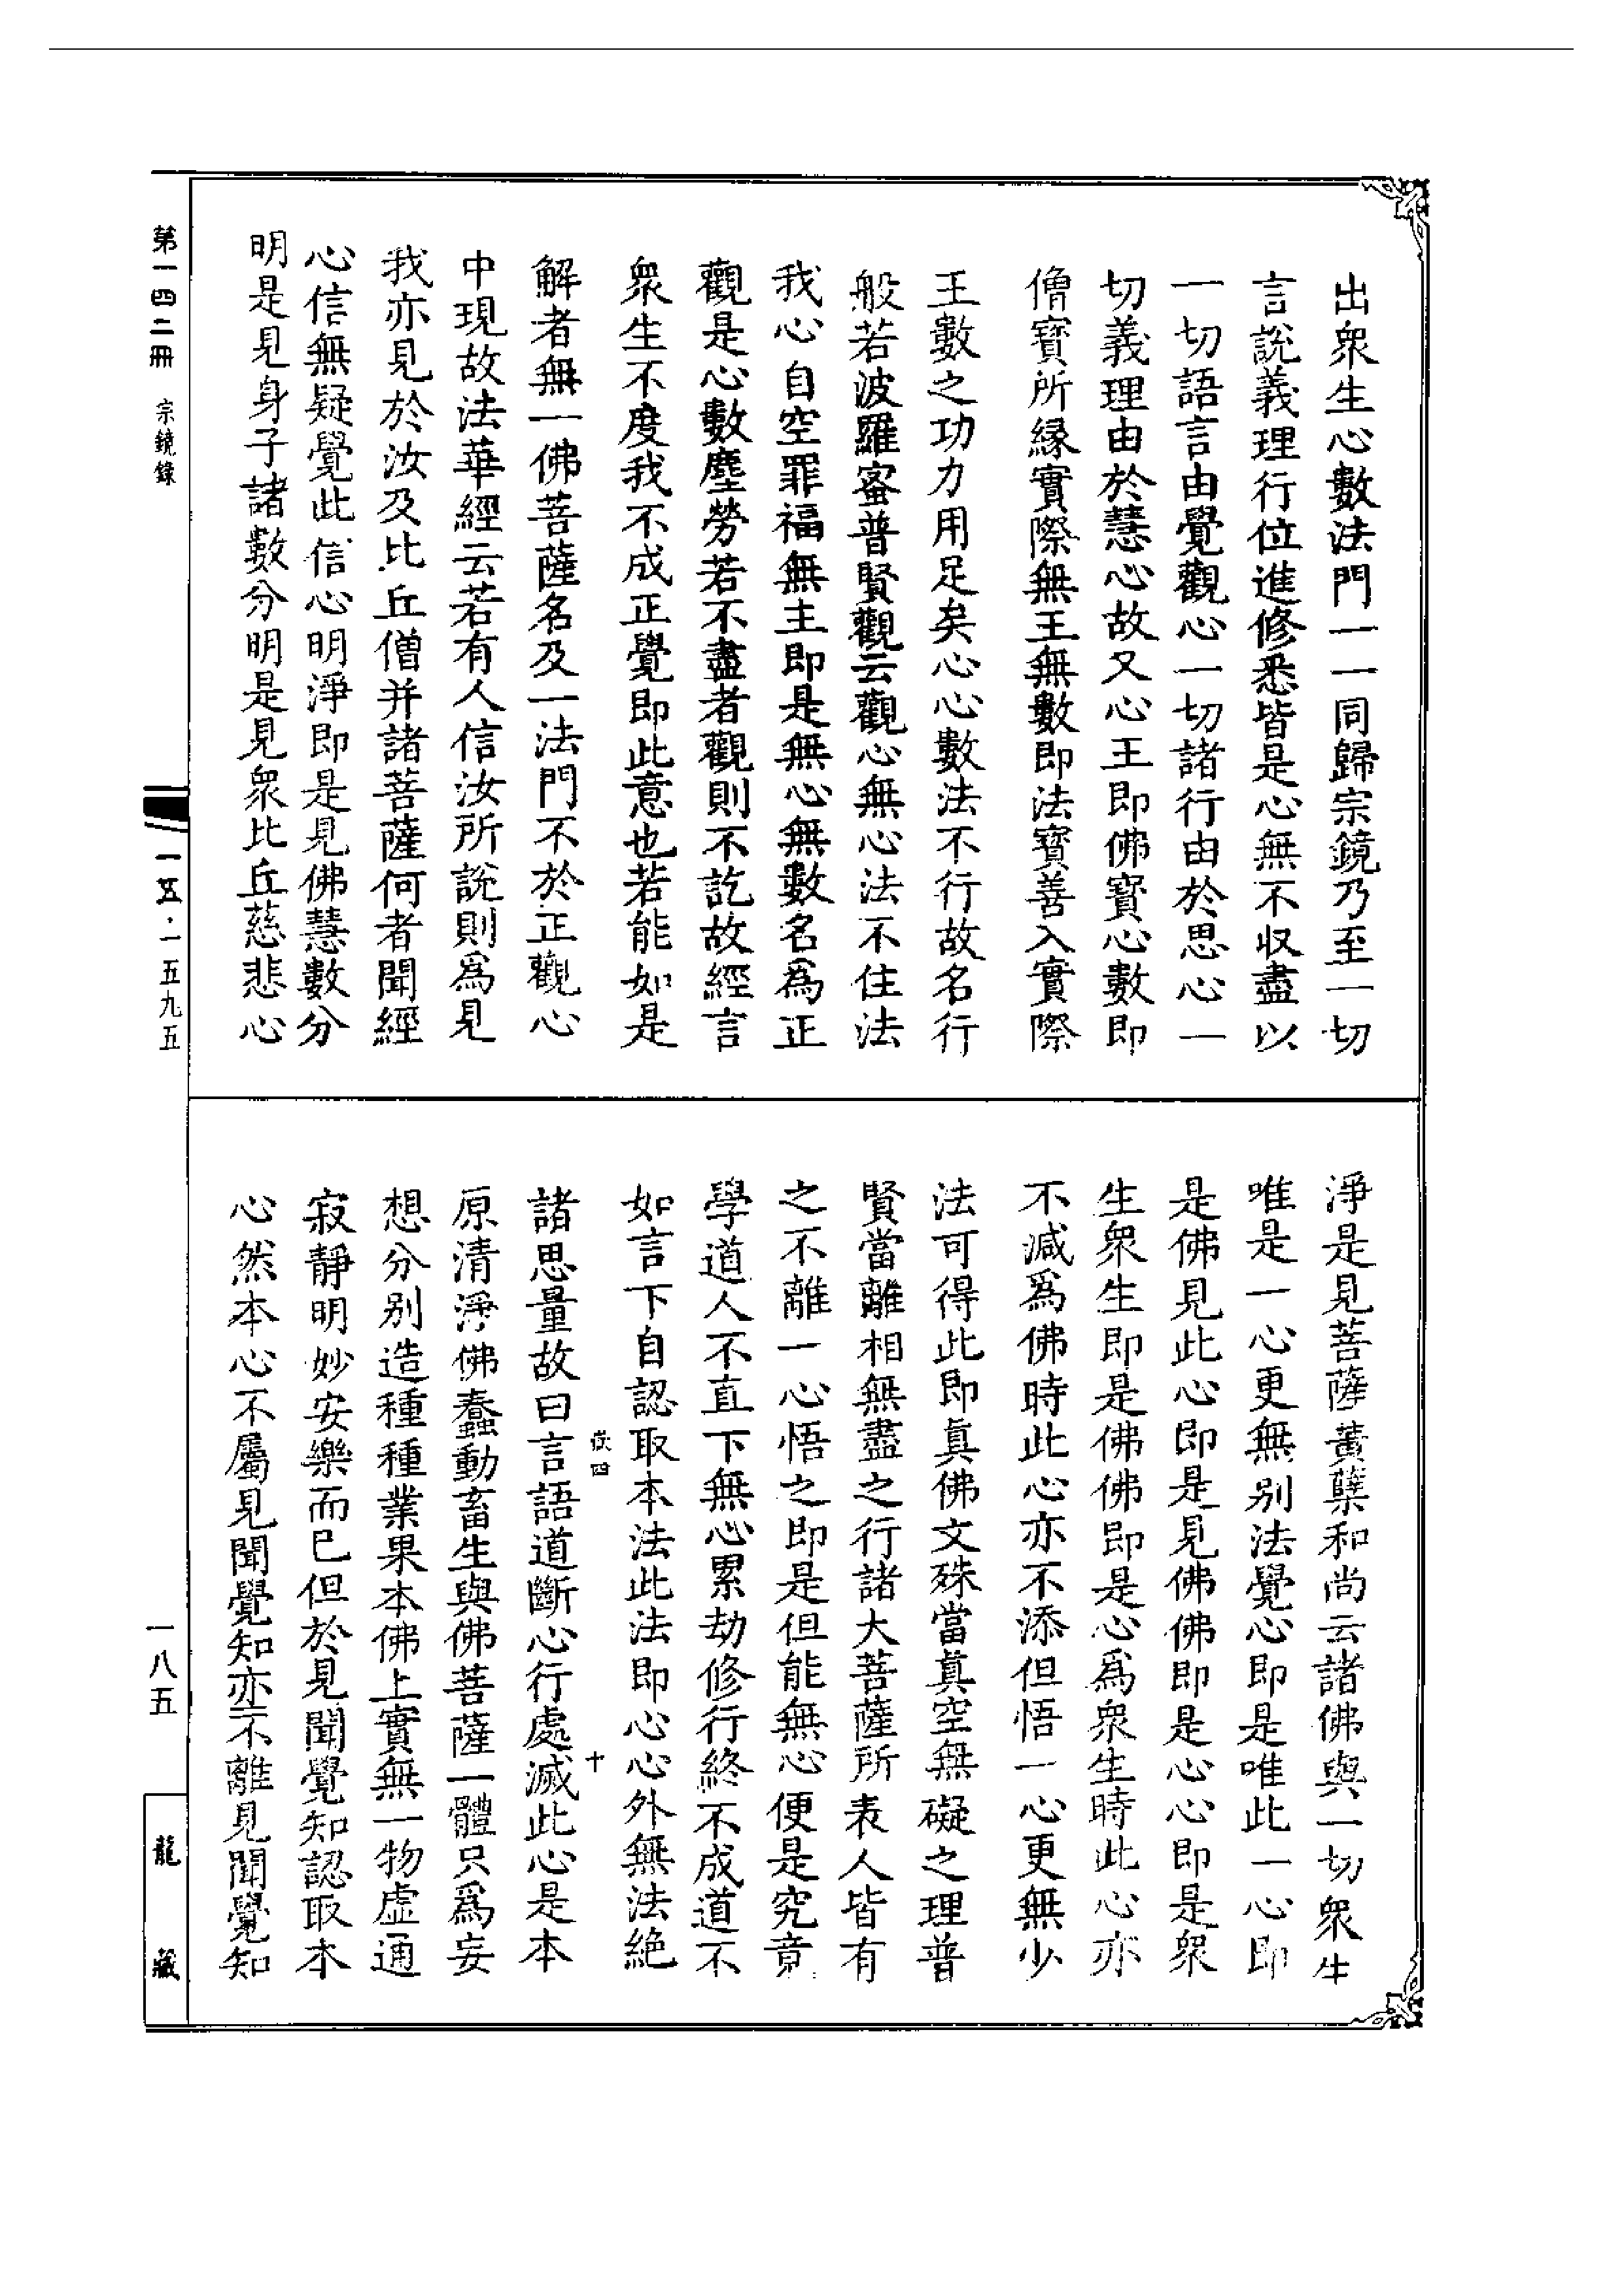 出衆生心數法門一一同歸宗鏡乃至一切
言說義理行位進修悉皆是心無不收盡以
一切語言由覺觀心一切諸行由於思心一
切義理由於慧心故又心王即佛寶心數即
僧寶所緣實際無王無數即法寶善入實際
王數之功力用足矣心心數法不行故名行
般若波羅蜜普賢觀云觀心無心法不住法
我心自空罪福無主即是無心無數名爲正
觀是心數塵勞若不盡者觀則不訖故經言
衆生不度我不成正覺即此意也若能如是
解者無一佛菩薩名及一法門不於正觀心
中現故法華經云若有人信汝所說則爲見
我亦見於汝及比丘僧并諸菩薩何者聞經
心信無疑覺此信心明淨即是見佛慧數分
明是見身子諸數分明是見衆比丘慈悲心
淨是見菩薩黃櫱和尚云諸佛與一切衆生
唯是一心更無別法覺心即是唯此一心即
是佛見此心即是見佛佛即是心心即是衆
生衆生即是佛佛即是心爲衆生時此心亦
不減爲佛時此心亦不添但悟一心更無少
法可得此即眞佛文殊當眞空無礙之理普
賢當離相無盡之行諸大菩薩所表人皆有
之不離一心悟之即是但能無心便是究竟
學道人不直下無心累劫修行終不成道不
如言下自認取本法此法即心心外無法絕
諸思量故曰言語道斷心行處滅此心是本
原清淨佛蠢動畜生與佛菩薩一體只爲妄
想分別造種種業果本佛上實無一物虛通
寂靜明妙安樂而已但於見聞覺知認取本
心然本心不屬見聞覺知亦不離見聞覺知
四
十
第一四二冊 宗鏡錄
一五·一五九五
一八五
龍藏